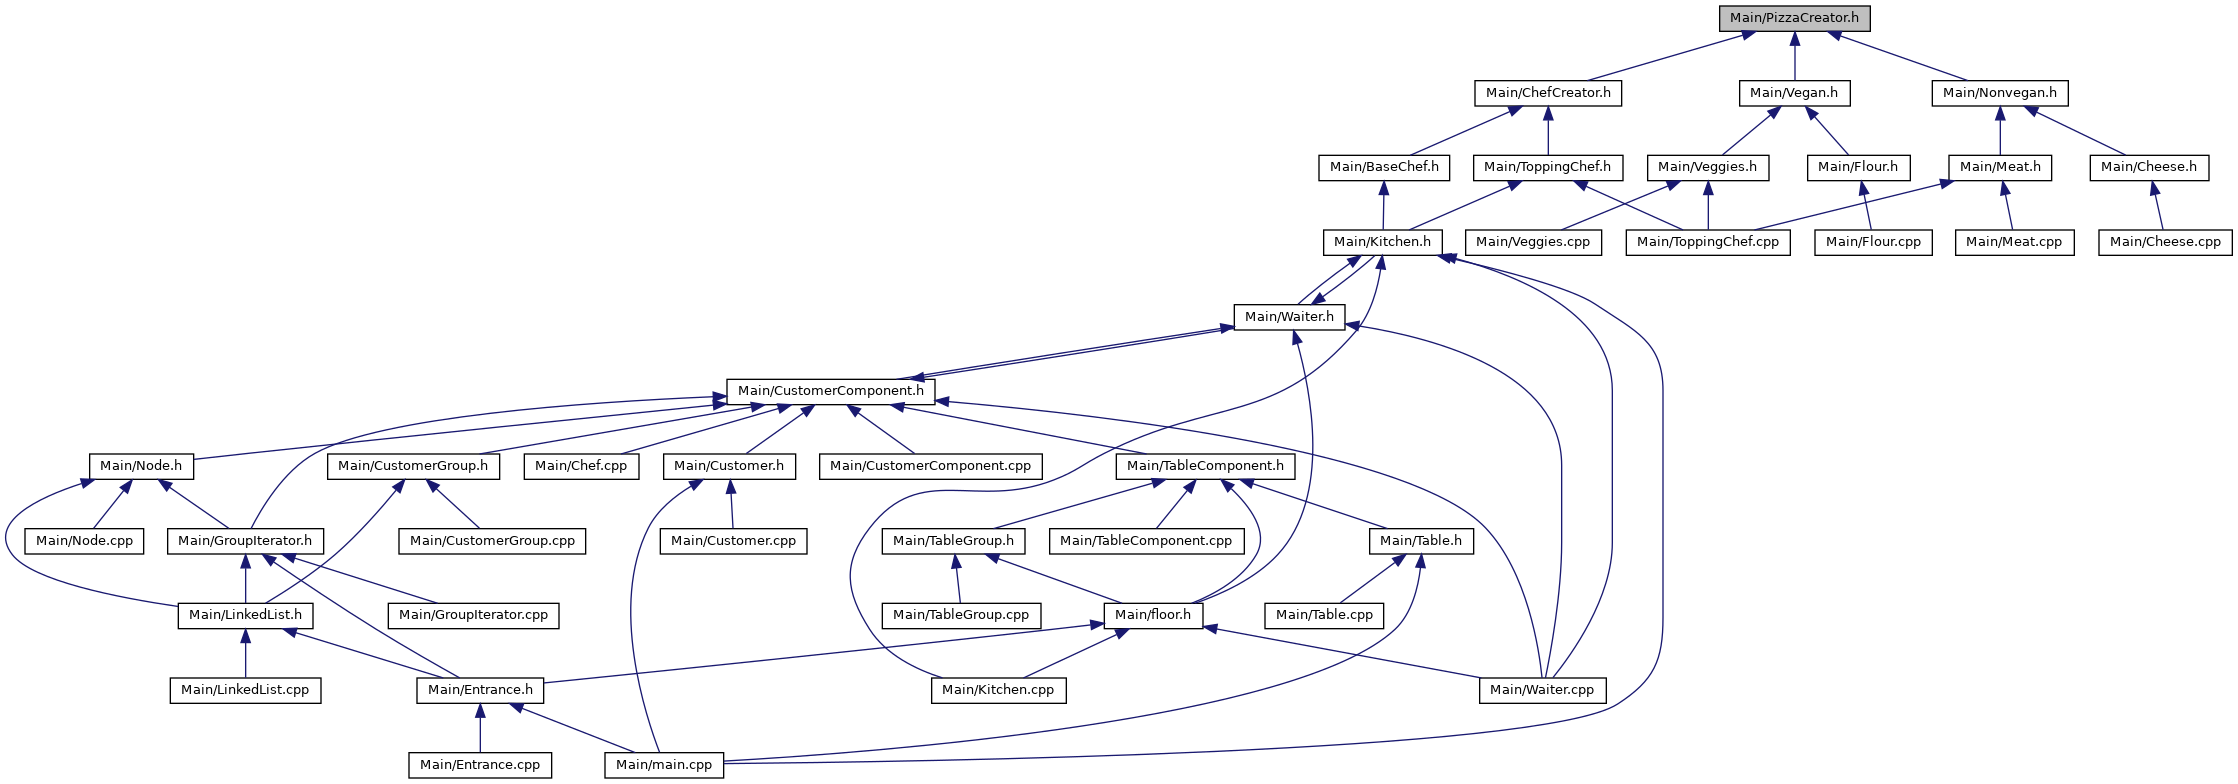 Main/PizzaCreator.h
Main/ChefCreator.h
Main/Vegan.h
Main/Nonvegan.h
Main/BaseChef.h
Main/ToppingChef.h
Main/Veggies.h
Main/Flour.h
Main/Meat.h
Main/Cheese.h
Main/Kitchen.h
Main/Veggies.cpp
Main/ToppingChef.cpp
Main/Flour.cpp
Main/Meat.cpp
Main/Cheese.cpp
Main/Waiter.h
Main/CustomerComponent.h
Main/Node.h
Main/CustomerGroup.h
Main/Chef.cpp
Main/Customer.h
Main/CustomerComponent.cpp
Main/TableComponent.h
Main/Node.cpp
Main/GroupIterator.h
Main/CustomerGroup.cpp
Main/Customer.cpp
Main/TableGroup.h
Main/TableComponent.cpp
Main/Table.h
Main/LinkedList.h
Main/GroupIterator.cpp
Main/TableGroup.cpp
Main/floor.h
Main/Table.cpp
Main/LinkedList.cpp
Main/Entrance.h
Main/Kitchen.cpp
Main/Waiter.cpp
Main/Entrance.cpp
Main/main.cpp